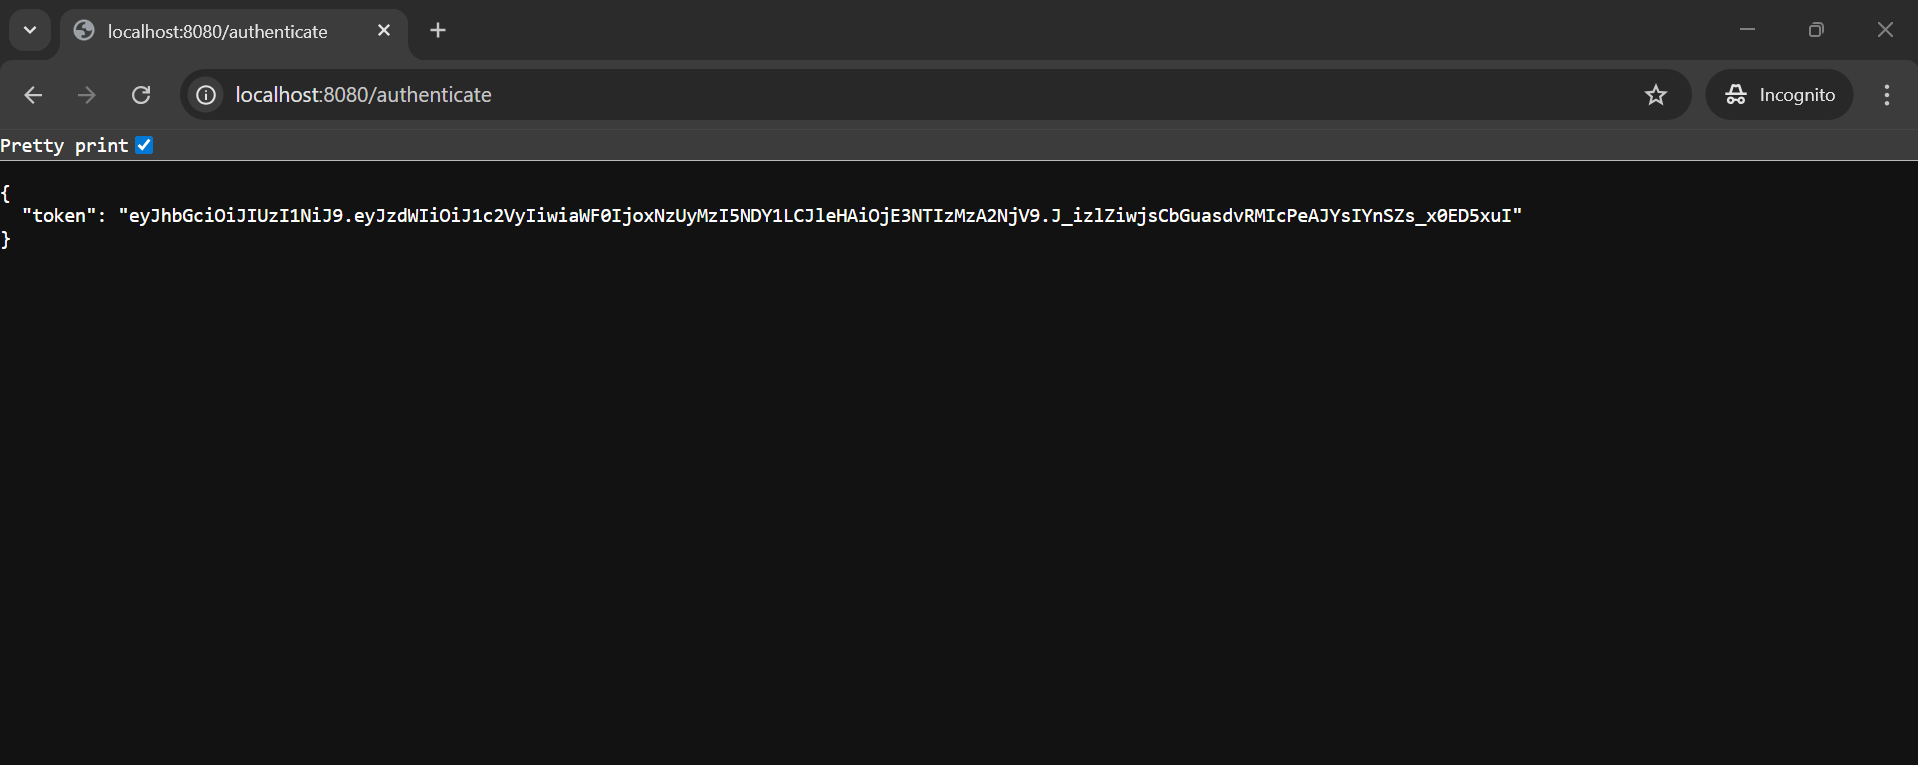 localhost:8080/authenticate
localhost:8080/authenticate
Incognito
Pretty print
{
"token": "eyJhbGciOiJIUzI1NiJ9.eyJzdWIiOiJ1c2VyIiwiaWF0IjoxNzUyMzI5NDY1LCJleHAiOjE3NTIzMzA2NjV9.J_izlZiwjsCbGuasdvRMIcPeAJYsIYnSZs_x0ED5xuI"
}